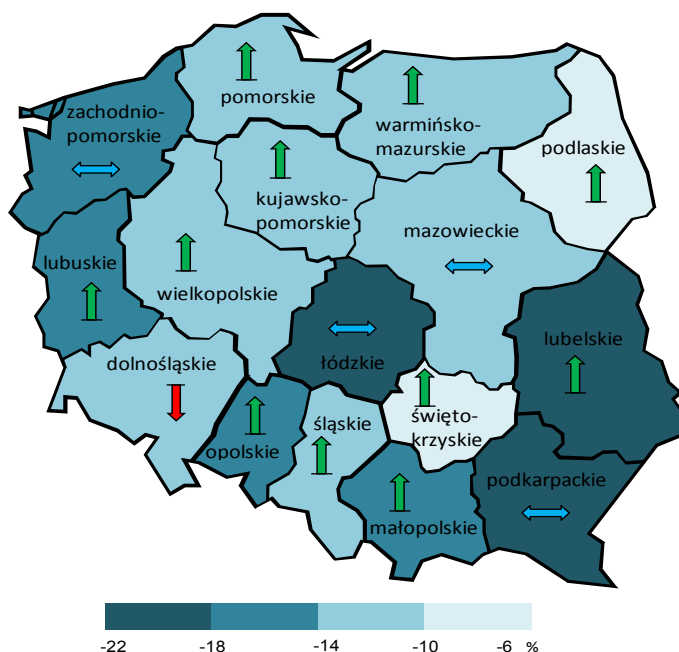 pomorskie
zachodnio-
pomorskie
warmińsko-
mazurskie
podlaskie
kujawsko-
pomorskie
mazowieckie
lubuskie
wielkopolskie
lubelskie
dolnośląskie
łódzkie
święto-
krzyskie
śląskie
opolskie
podkarpackie
małopolskie
-22 -18 -14 -10 -6 %